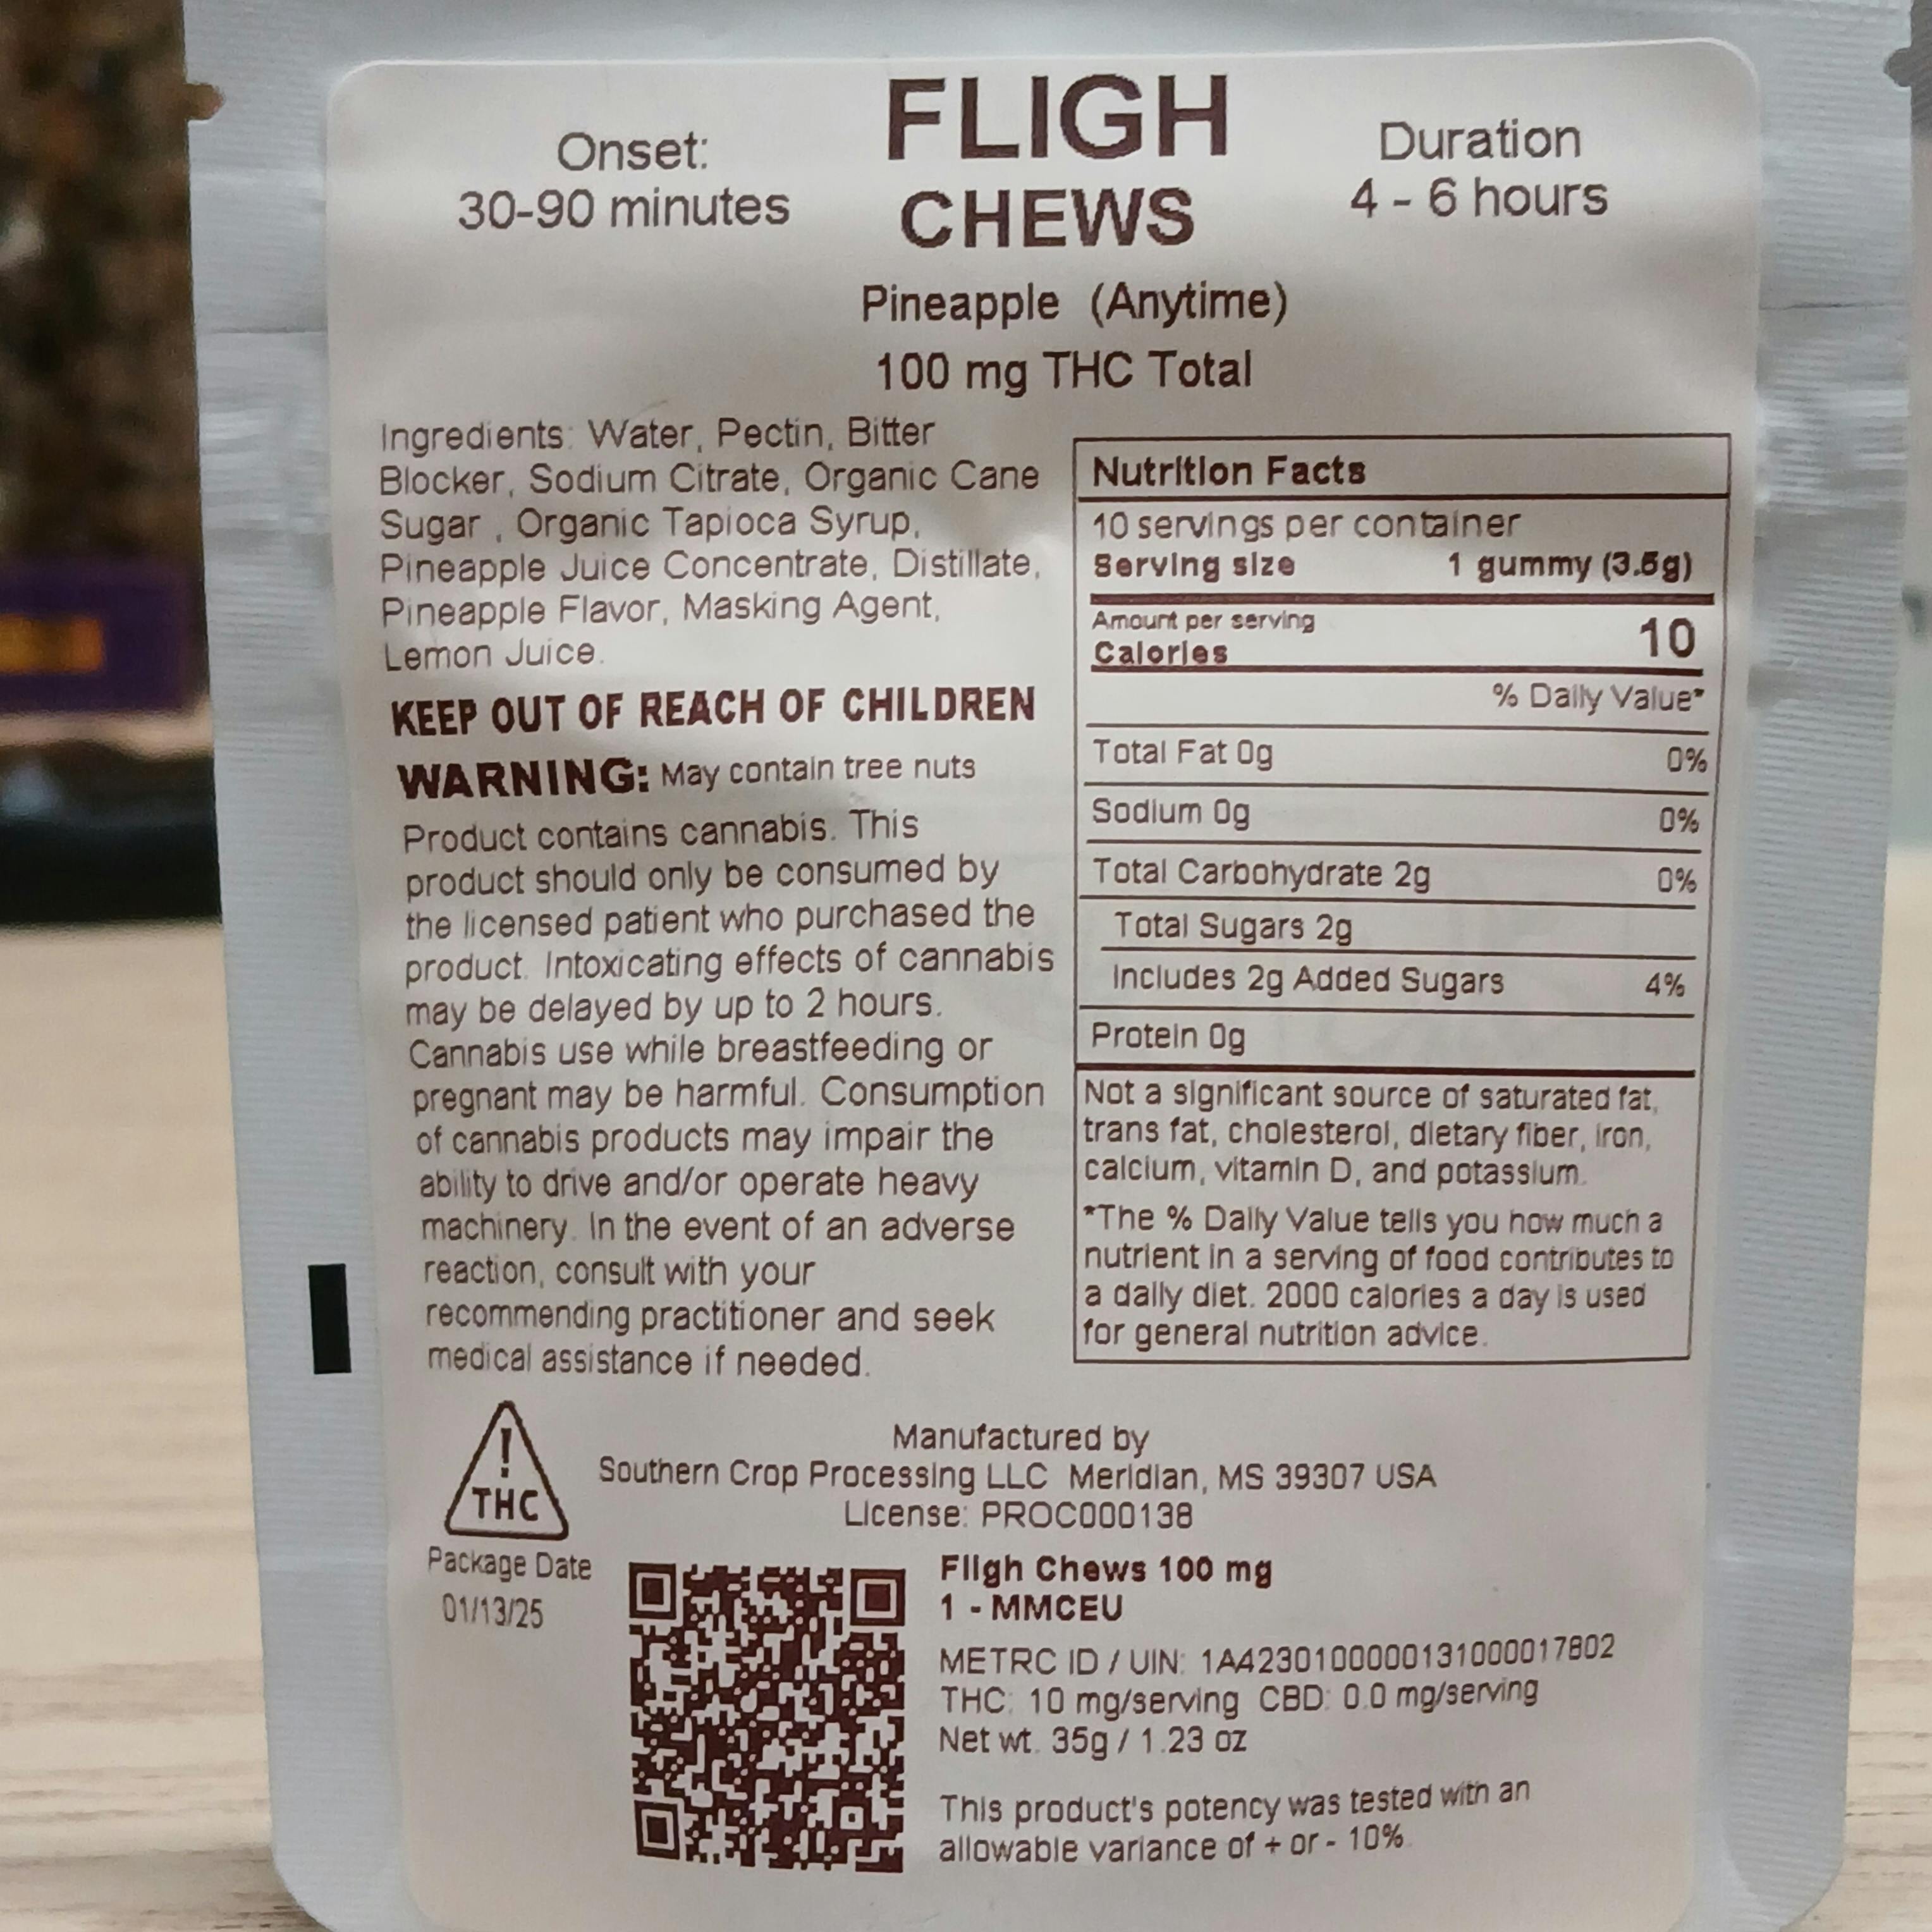 Onset:
30-90 minutes
FLIGH
CHEWS
Duration
4 - 6 hours
Pineapple (Anytime)
100 mg THC Total
Ingredients: Water, Pectin, Bitter
Blocker, Sodium Citrate, Organic Cane
Sugar , Organic Tapioca Syrup,
Pineapple Juice Concentrate, Distillate,
Pineapple Flavor, Masking Agent,
Lemon Juice.
KEEP OUT OF REACH OF CHILDREN
WARNING: May contain tree nuts
Product contains cannabis. This
product should only be consumed by
the licensed patient who purchased the
product. Intoxicating effects of cannabis
may be delayed by up to 2 hours.
Cannabis use while breastfeeding or
pregnant may be harmful. Consumption
of cannabis products may impair the
ability to drive and/or operate heavy
machinery. In the event of an adverse
reaction, consult with your
recommending practitioner and seek
medical assistance if needed.
Nutrition Facts
10 servings per container
Serving size 1 gummy (3.5g)
Amount per serving
Calories 10
% Daily Value*
Total Fat 0g 0%
Sodium 0g 0%
Total Carbohydrate 2g 0%
Total Sugars 2g
Includes 2g Added Sugars 4%
Protein 0g
Not a significant source of saturated fat,
trans fat, cholesterol, dietary fiber, iron,
calcium, vitamin D, and potassium.
*The % Daily Value tells you how much a
nutrient in a serving of food contributes to
a daily diet. 2000 calories a day is used
for general nutrition advice.
!
THC
Manufactured by
Southern Crop Processing LLC Meridian, MS 39307 USA
License: PROC000138
Package Date
01/13/25
Fligh Chews 100 mg
1 - MMCEU
METRC ID / UIN: 1A4230100000131000017802
THC: 10 mg/serving CBD: 0.0 mg/serving
Net wt. 35g / 1.23 oz
This product's potency was tested with an
allowable variance of + or - 10%.